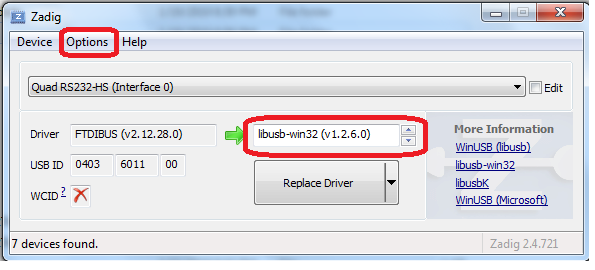 Zadig
Device Options Help
Quad RS232-HS (Interface 0) Edit
Driver FTDIBUS (v2.12.28.0) libusb-win32 (v1.2.6.0)
More Information
WinUSB (libusb)
USB ID 0403 6011 00
libusb-win32
libusbK
WCID ? Replace Driver
WinUSB (Microsoft)
7 devices found. Zadig 2.4.721